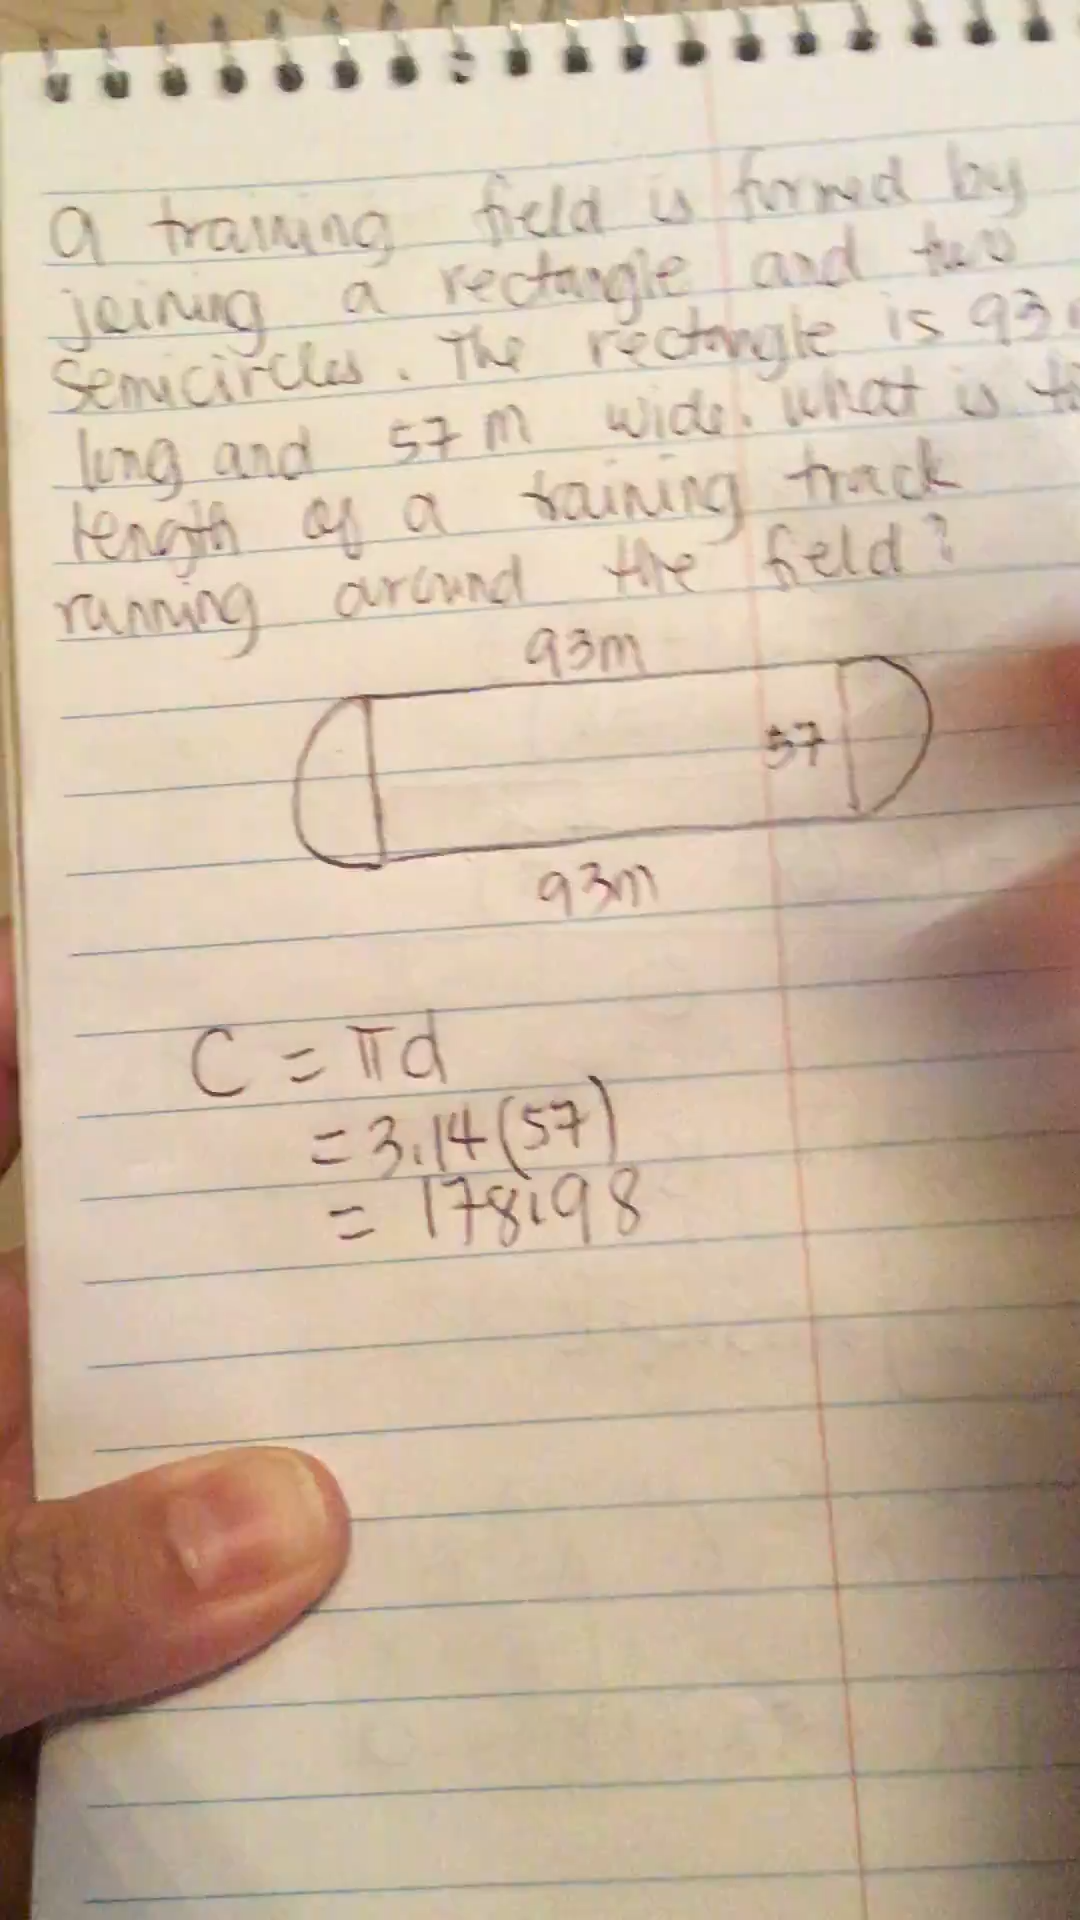 a training field is formed by
joining a rectangle and two
semicircles. The rectangle is 93
long and 57 m wide. what is
length of a training track
running around the field?
93m
57
93m
C = πd
= 3.14(57)
= 178.98